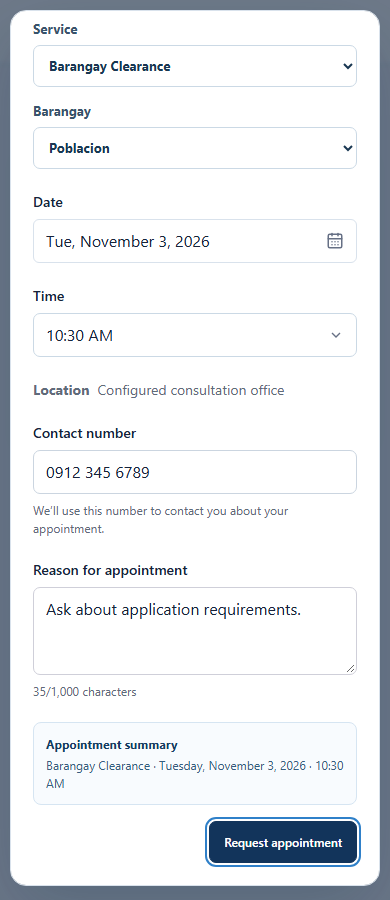 Service
Barangay Clearance
Barangay
Poblacion
Date
Tue, November 3, 2026
Time
10:30 AM
Location Configured consultation office
Contact number
0912 345 6789
We'll use this number to contact you about your
appointment.
Reason for appointment
Ask about application requirements.
35/1,000 characters
Appointment summary
Barangay Clearance · Tuesday, November 3, 2026 · 10:30
AM
Request appointment